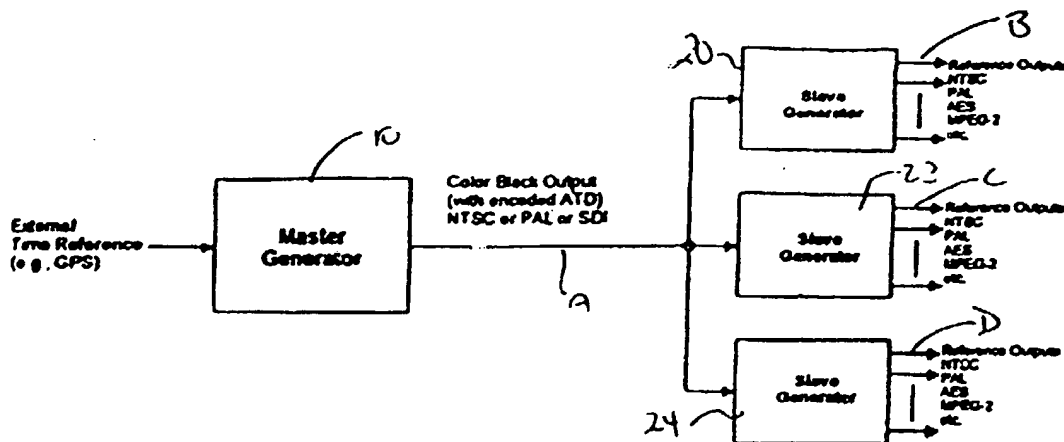 External
Time Reference
(e.g., GPS)
10
Master
Generator
Color Black Output
(with encoded ATD)
NTSC or PAL or SDI
A
20
Slave
Generator
B
Reference Outputs
NTSC
PAL
AES
MPEG-2
etc.
22
Slave
Generator
C
Reference Outputs
NTSC
PAL
AES
MPEG-2
etc.
24
Slave
Generator
D
Reference Outputs
NTSC
PAL
AES
MPEG-2
etc.